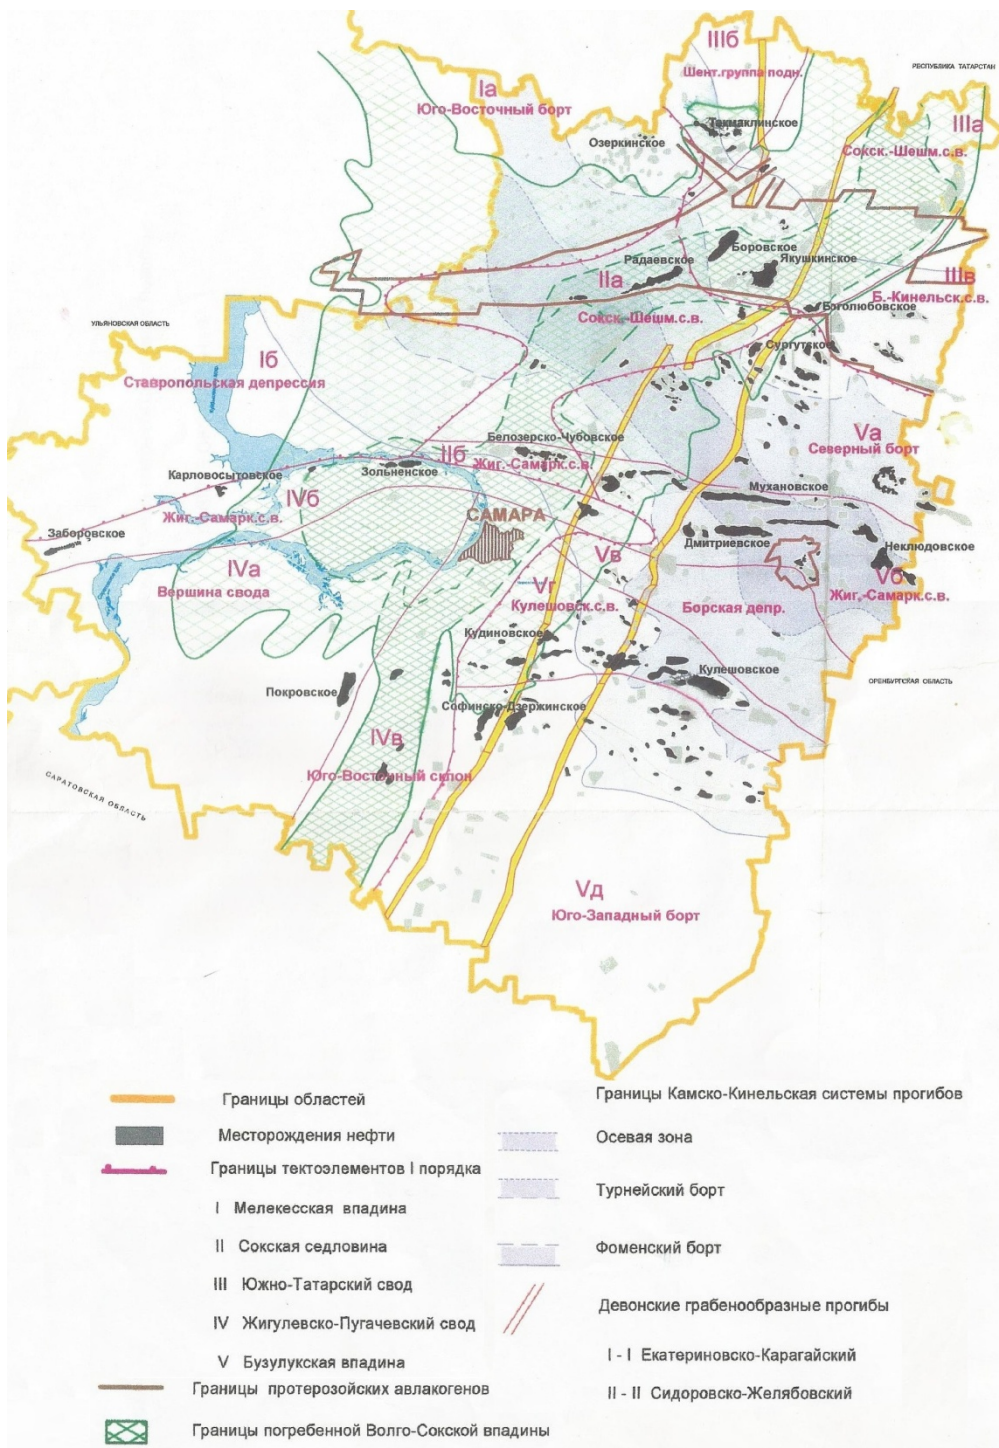 IIIб
РЕСПУБЛИКА ТАТАРСТАН
Шент.группа подн.
Iа
Юго-Восточный борт
Такмаклинское
IIIа
Озеркинское
Сокск.-Шешм.с.в.
Боровское
Радаевское
Якушкинское
IIа
IIIв
Б.-Кинельск.с.в.
Боголюбовское
Сокск.-Шешм.с.в.
УЛЬЯНОВСКАЯ ОБЛАСТЬ
Сургутское
Iб
Ставропольская депрессия
Vа
Белозерско-Чубовское
Северный борт
IIб
Жиг.-Самарк.с.в.
Карловосытовское
Зольненское
Мухановское
IVб
Жиг.-Самарк.с.в.
САМАРА
Заборовское
Дмитриевское
Неклюдовское
Vв
IVа
Vг
Vб
Вершина свода
Жиг.-Самарк.с.в.
Кулешовск.с.в.
Борская депр.
Кудиновское
Кулешовское
ОРЕНБУРГСКАЯ ОБЛАСТЬ
Покровское
Софинско-Дзержинское
IVв
Юго-Восточный склон
САРАТОВСКАЯ ОБЛАСТЬ
Vд
Юго-Западный борт
Границы областей
Месторождения нефти
Границы тектоэлементов I порядка
I Мелекесская впадина
II Сокская седловина
III Южно-Татарский свод
IV Жигулевско-Пугачевский свод
V Бузулукская впадина
Границы протерозойских авлакогенов
Границы погребенной Волго-Сокской впадины
Границы Камско-Кинельская системы прогибов
Осевая зона
Турнейский борт
Фоменский борт
Девонские грабенообразные прогибы
I - I Екатериновско-Карагайский
II - II Сидоровско-Желябовский